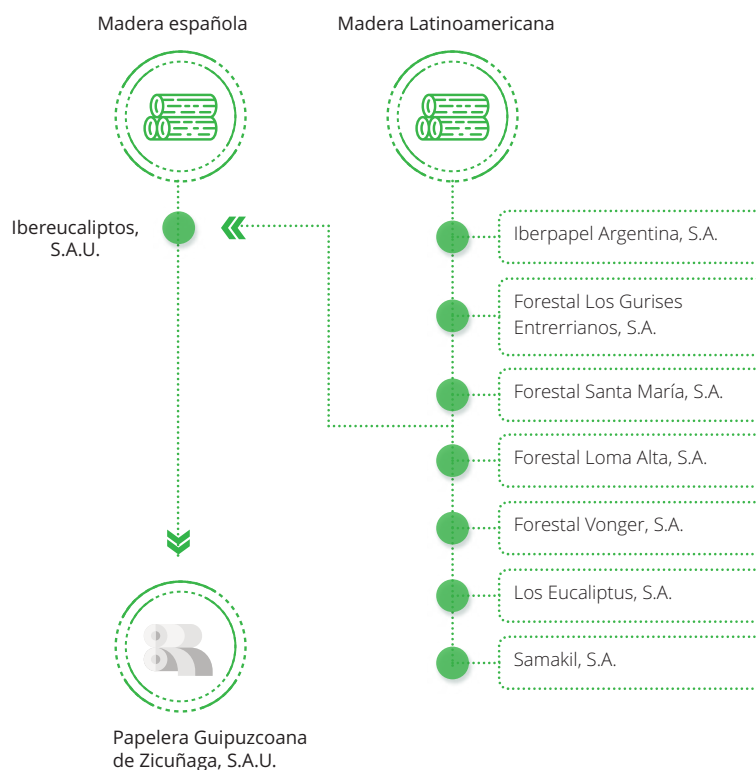 Madera española
Madera Latinoamericana
Ibereucaliptos,
S.A.U.
Iberpapel Argentina, S.A.
Forestal Los Gurises
Entrerrianos, S.A.
Forestal Santa María, S.A.
Forestal Loma Alta, S.A.
Forestal Vonger, S.A.
Los Eucaliptus, S.A.
Samakil, S.A.
Papelera Guipuzcoana
de Zicuñaga, S.A.U.